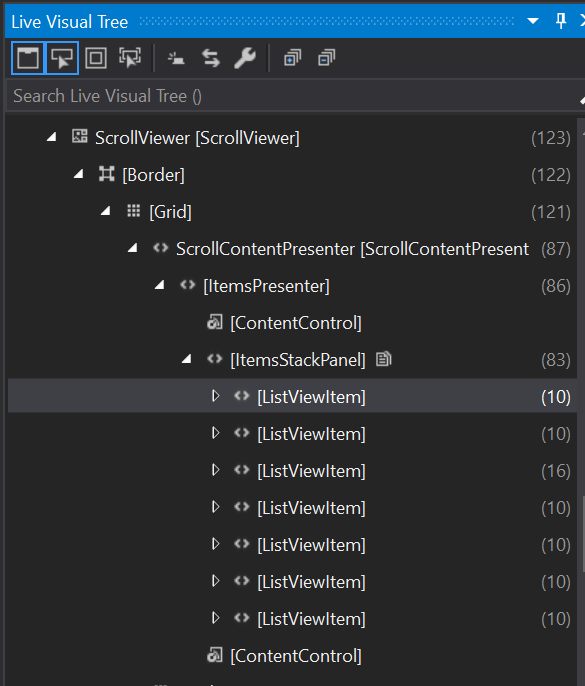 Live Visual Tree
Search Live Visual Tree ()
ScrollViewer [ScrollViewer] (123)
[Border] (122)
[Grid] (121)
ScrollContentPresenter [ScrollContentPresent (87)
[ItemsPresenter] (86)
[ContentControl]
[ItemsStackPanel] (83)
[ListViewItem] (10)
[ListViewItem] (10)
[ListViewItem] (16)
[ListViewItem] (10)
[ListViewItem] (10)
[ListViewItem] (10)
[ListViewItem] (10)
[ContentControl]